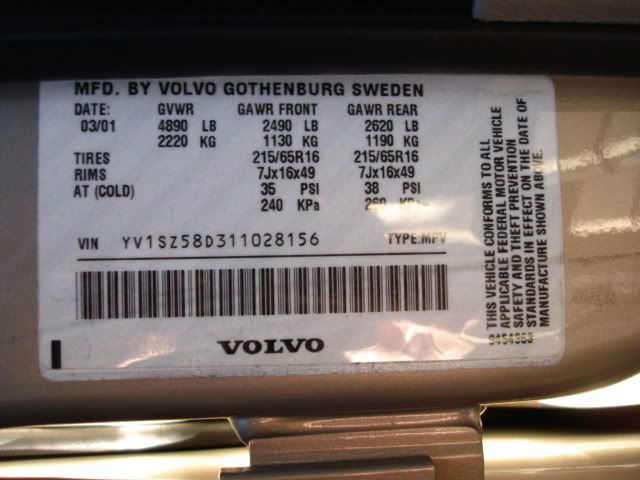 MFD. BY VOLVO GOTHENBURG SWEDEN
DATE: GVWR GAWR FRONT GAWR REAR
03/01 4890 LB 2490 LB 2620 LB
2220 KG 1130 KG 1190 KG
TIRES 215/65R16 215/65R16
RIMS 7Jx16x49 7Jx16x49
AT (COLD) 35 PSI 38 PSI
240 KPa 260 KPa
VIN YV1SZ58D311028156 TYPE:MPV
VOLVO
THIS VEHICLE CONFORMS TO ALL
APPLICABLE FEDERAL MOTOR VEHICLE
SAFETY AND THEFT PREVENTION
STANDARDS IN EFFECT ON THE DATE OF
MANUFACTURE SHOWN ABOVE.
9454368